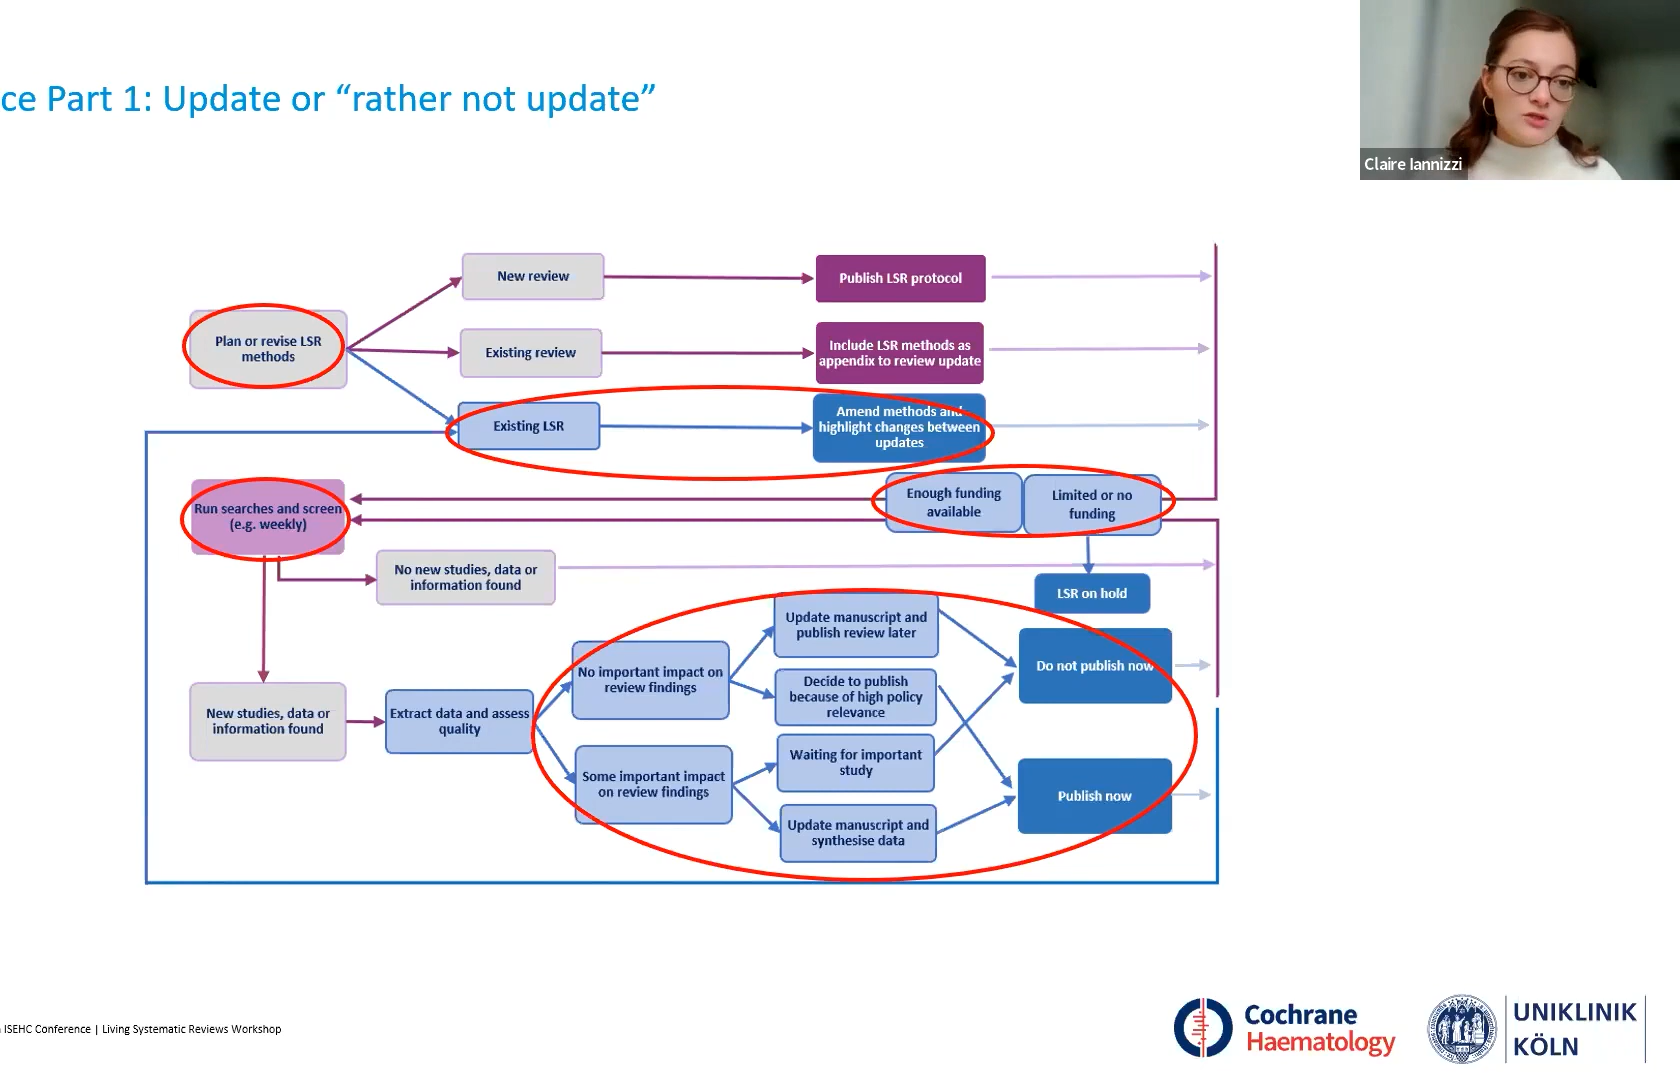 ce Part 1: Update or “rather not update”
Claire Iannizzi
New review
Publish LSR protocol
Plan or revise LSR
methods
Existing review
Include LSR methods as
appendix to review update
Existing LSR
Amend methods and
highlight changes between
updates
Run searches and screen
(e.g. weekly)
Enough funding
available
Limited or no
funding
No new studies, data or
information found
LSR on hold
Update manuscript and
publish review later
No important impact on
review findings
Do not publish now
Decide to publish
because of high policy
relevance
New studies, data or
information found
Extract data and assess
quality
Waiting for important
study
Some important impact
on review findings
Publish now
Update manuscript and
synthesise data
ISEHC Conference | Living Systematic Reviews Workshop
Cochrane
Haematology
UNIKLINIK
KÖLN